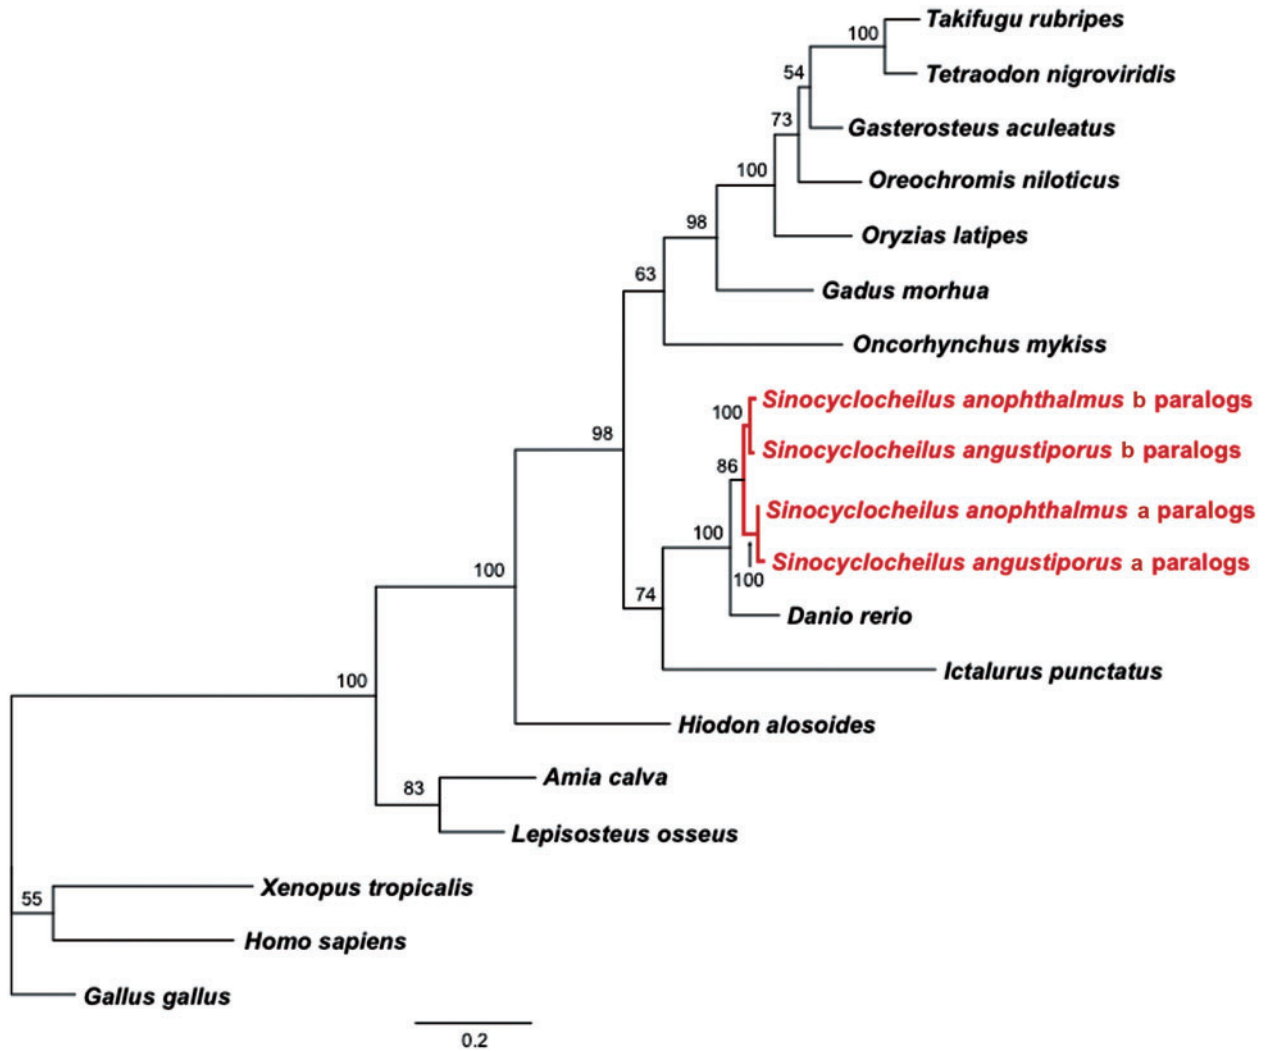 Takifugu rubripes
100
Tetraodon nigroviridis
54
Gasterosteus aculeatus
73
Oreochromis niloticus
100
Oryzias latipes
98
Gadus morhua
63
Oncorhynchus mykiss
Sinocyclocheilus anophthalmus b paralogs
100
Sinocyclocheilus angustiporus b paralogs
98
86
Sinocyclocheilus anophthalmus a paralogs
100
Sinocyclocheilus angustiporus a paralogs
100
100
74
Danio rerio
Ictalurus punctatus
100
Hiodon alosoides
Amia calva
83
Lepisosteus osseus
Xenopus tropicalis
55
Homo sapiens
Gallus gallus
0.2